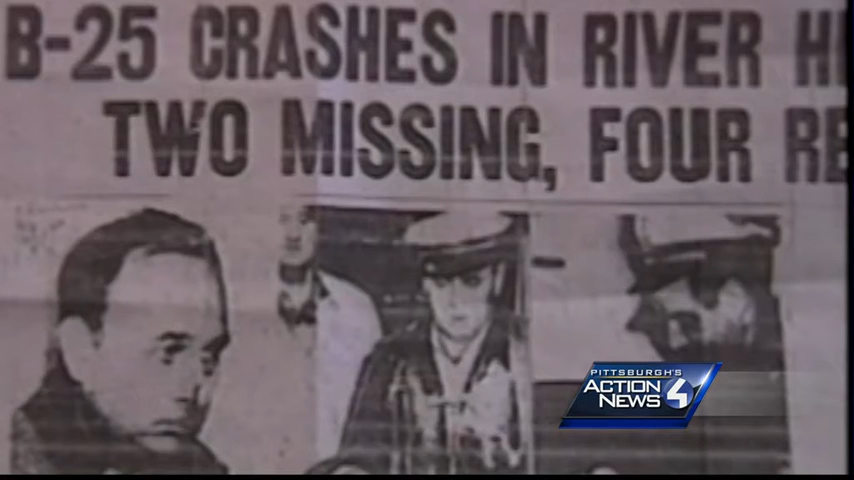 B-25 CRASHES IN RIVER
TWO MISSING, FOUR
PITTSBURGH'S
ACTION
NEWS 4